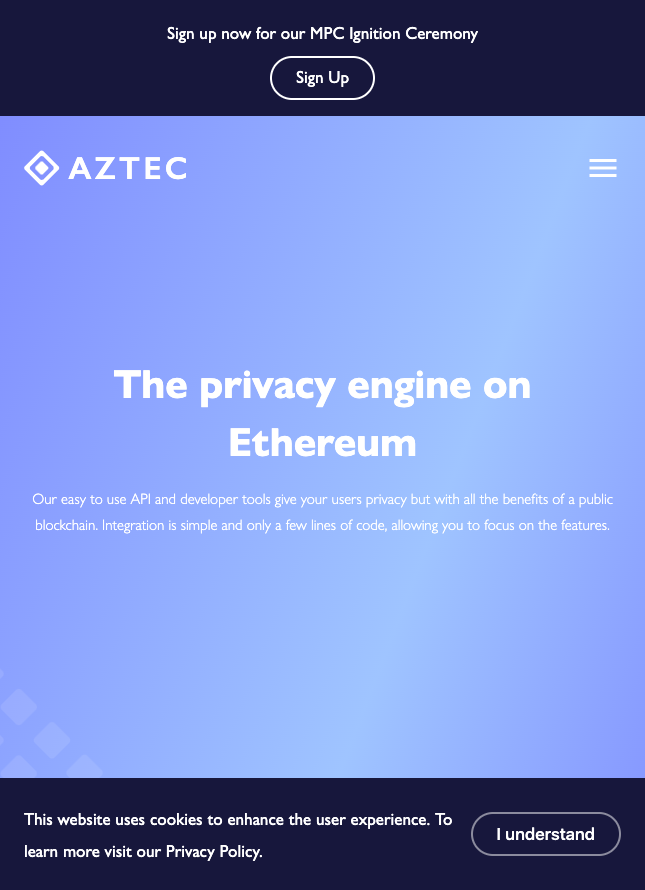 Sign up now for our MPC Ignition Ceremony
Sign Up
AZTEC
The privacy engine on
Ethereum
Our easy to use API and developer tools give your users privacy but with all the benefits of a public
blockchain. Integration is simple and only a few lines of code, allowing you to focus on the features.
This website uses cookies to enhance the user experience. To
learn more visit our Privacy Policy.
I understand